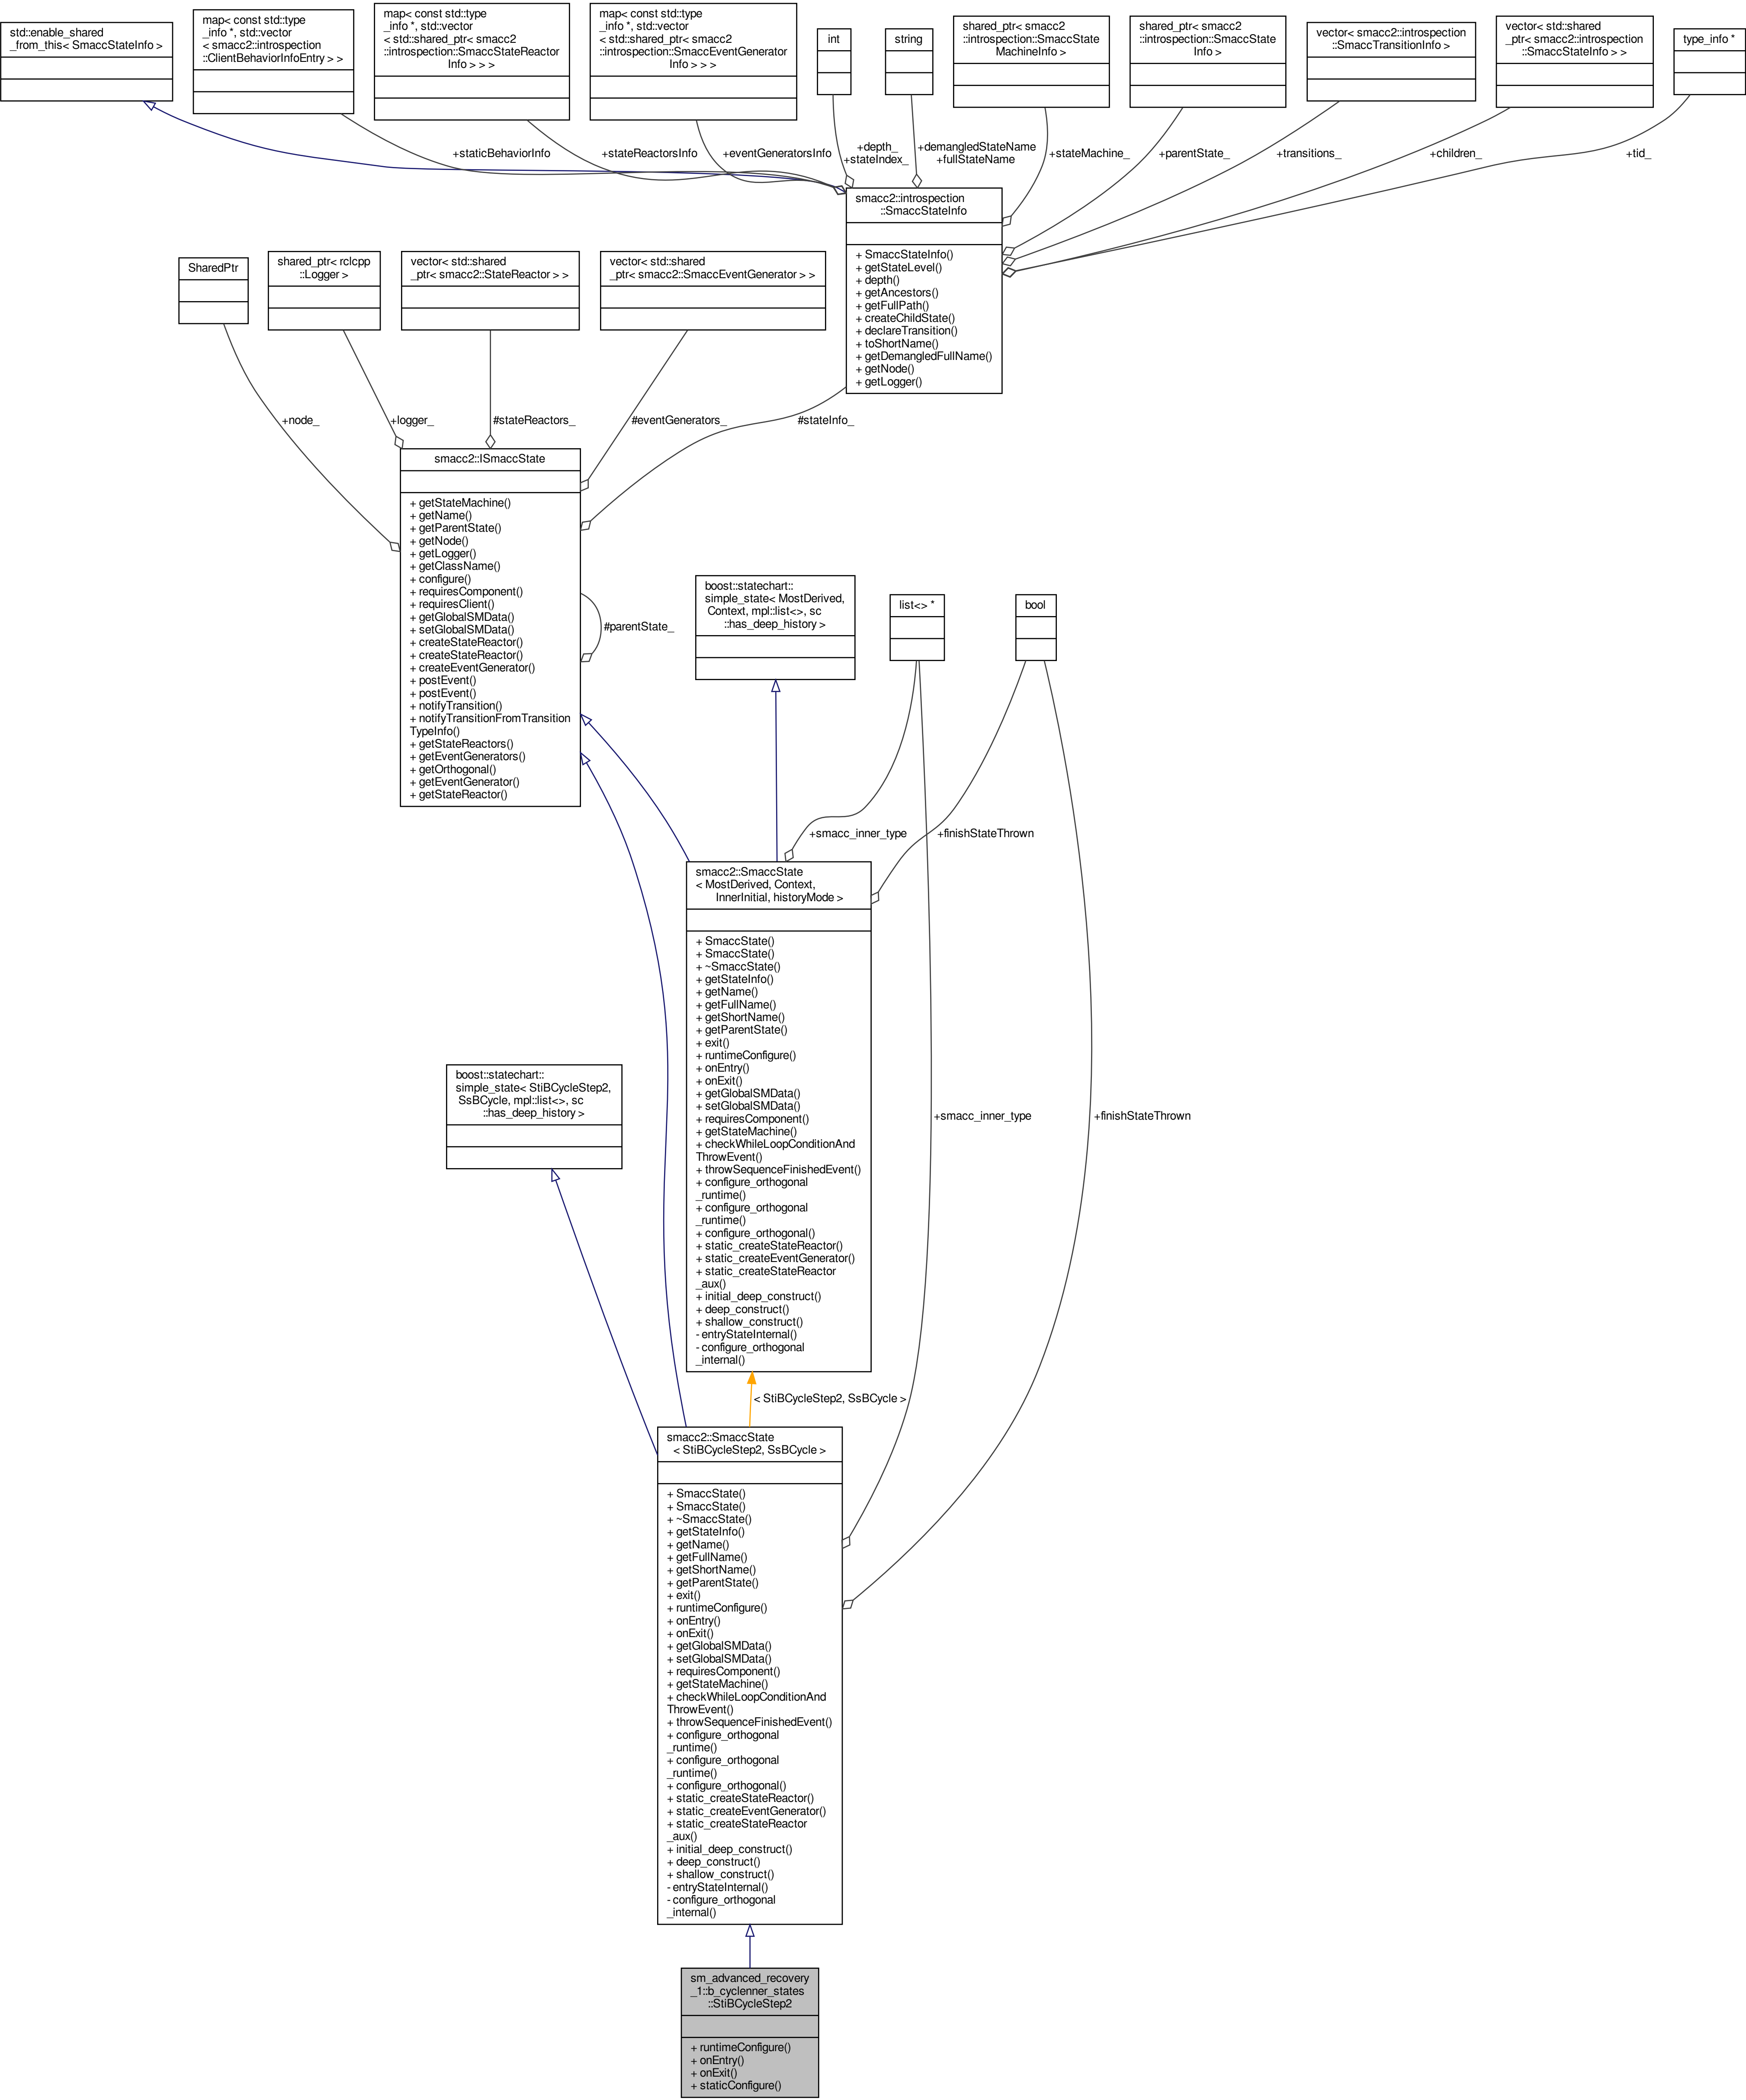 std::enable_shared
_from_this< SmaccStateInfo >
map< const std::type
_info *, std::vector
< smacc2::introspection
::ClientBehaviorInfoEntry > >
map< const std::type
_info *, std::vector
< std::shared_ptr< smacc2
::introspection::SmaccStateReactor
Info > > >
map< const std::type
_info *, std::vector
< std::shared_ptr< smacc2
::introspection::SmaccEventGenerator
Info > > >
int
string
shared_ptr< smacc2
::introspection::SmaccState
MachineInfo >
shared_ptr< smacc2
::introspection::SmaccState
Info >
vector< smacc2::introspection
::SmaccTransitionInfo >
vector< std::shared
_ptr< smacc2::introspection
::SmaccStateInfo > >
type_info *
+staticBehaviorInfo
+stateReactorsInfo
+eventGeneratorsInfo
+depth_
+stateIndex_
+demangledStateName
+fullStateName
+stateMachine_
+parentState_
+transitions_
+children_
+tid_
smacc2::introspection
::SmaccStateInfo
+ SmaccStateInfo()
+ getStateLevel()
+ depth()
+ getAncestors()
+ getFullPath()
+ createChildState()
+ declareTransition()
+ toShortName()
+ getDemangledFullName()
+ getNode()
+ getLogger()
SharedPtr
shared_ptr< rclcpp
::Logger >
vector< std::shared
_ptr< smacc2::StateReactor > >
vector< std::shared
_ptr< smacc2::SmaccEventGenerator > >
+node_
+logger_
#stateReactors_
#eventGenerators_
#stateInfo_
smacc2::ISmaccState
+ getStateMachine()
+ getName()
+ getParentState()
+ getNode()
+ getLogger()
+ getClassName()
+ configure()
+ requiresComponent()
+ requiresClient()
+ getGlobalSMData()
+ setGlobalSMData()
+ createStateReactor()
+ createStateReactor()
+ createEventGenerator()
+ postEvent()
+ postEvent()
+ notifyTransition()
+ notifyTransitionFromTransition
TypeInfo()
+ getStateReactors()
+ getEventGenerators()
+ getOrthogonal()
+ getEventGenerator()
+ getStateReactor()
#parentState_
boost::statechart::
simple_state< MostDerived,
Context, mpl::list<>, sc
::has_deep_history >
list<> *
bool
+smacc_inner_type
+finishStateThrown
smacc2::SmaccState
< MostDerived, Context,
InnerInitial, historyMode >
+ SmaccState()
+ SmaccState()
+ ~SmaccState()
+ getStateInfo()
+ getName()
+ getFullName()
+ getShortName()
+ getParentState()
+ exit()
+ runtimeConfigure()
+ onEntry()
+ onExit()
+ getGlobalSMData()
+ setGlobalSMData()
+ requiresComponent()
+ getStateMachine()
+ checkWhileLoopConditionAnd
ThrowEvent()
+ throwSequenceFinishedEvent()
+ configure_orthogonal
_runtime()
+ configure_orthogonal
_runtime()
+ configure_orthogonal()
+ static_createStateReactor()
+ static_createEventGenerator()
+ static_createStateReactor
_aux()
+ initial_deep_construct()
+ deep_construct()
+ shallow_construct()
- entryStateInternal()
- configure_orthogonal
_internal()
boost::statechart::
simple_state< StiBCycleStep2,
SsBCycle, mpl::list<>, sc
::has_deep_history >
+smacc_inner_type
+finishStateThrown
< StiBCycleStep2, SsBCycle >
smacc2::SmaccState
< StiBCycleStep2, SsBCycle >
+ SmaccState()
+ SmaccState()
+ ~SmaccState()
+ getStateInfo()
+ getName()
+ getFullName()
+ getShortName()
+ getParentState()
+ exit()
+ runtimeConfigure()
+ onEntry()
+ onExit()
+ getGlobalSMData()
+ setGlobalSMData()
+ requiresComponent()
+ getStateMachine()
+ checkWhileLoopConditionAnd
ThrowEvent()
+ throwSequenceFinishedEvent()
+ configure_orthogonal
_runtime()
+ configure_orthogonal
_runtime()
+ configure_orthogonal()
+ static_createStateReactor()
+ static_createEventGenerator()
+ static_createStateReactor
_aux()
+ initial_deep_construct()
+ deep_construct()
+ shallow_construct()
- entryStateInternal()
- configure_orthogonal
_internal()
sm_advanced_recovery
_1::b_cyclenner_states
::StiBCycleStep2
+ runtimeConfigure()
+ onEntry()
+ onExit()
+ staticConfigure()